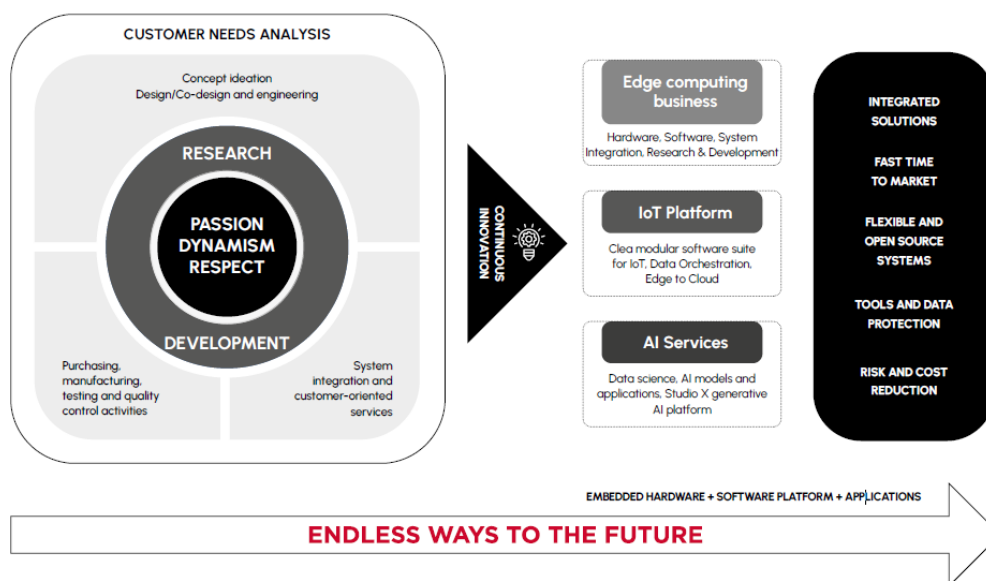 CUSTOMER NEEDS ANALYSIS
Concept ideation
Design/Co-design and engineering
RESEARCH
PASSION
DYNAMISM
RESPECT
DEVELOPMENT
Purchasing,
manufacturing,
testing and quality
control activities
System
integration and
customer-oriented
services
CONTINUOUS
INNOVATION
Edge computing
business
Hardware, Software, System
Integration, Research & Development
IoT Platform
Clea modular software suite
for IoT, Data Orchestration,
Edge to Cloud
AI Services
Data science, AI models and
applications, Studio X generative
AI platform
INTEGRATED
SOLUTIONS
FAST TIME
TO MARKET
FLEXIBLE AND
OPEN SOURCE
SYSTEMS
TOOLS AND DATA
PROTECTION
RISK AND COST
REDUCTION
EMBEDDED HARDWARE + SOFTWARE PLATFORM + APPLICATIONS
ENDLESS WAYS TO THE FUTURE